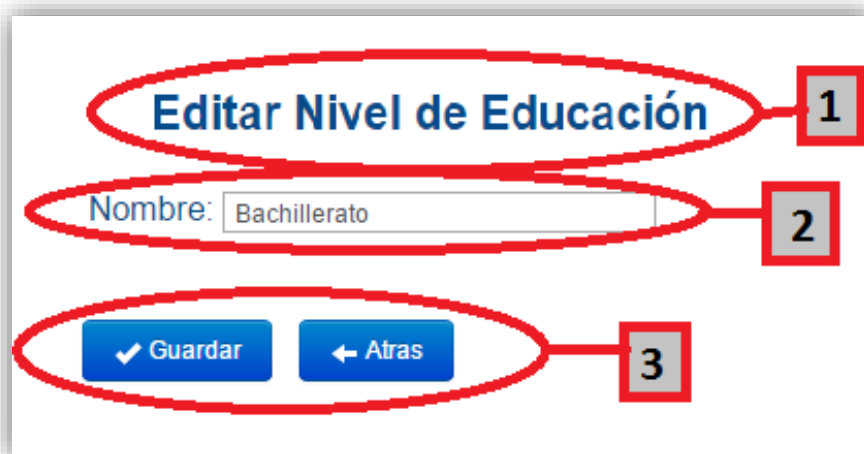 Editar Nivel de Educación
1
Nombre: Bachillerato
2
Guardar Atras
3